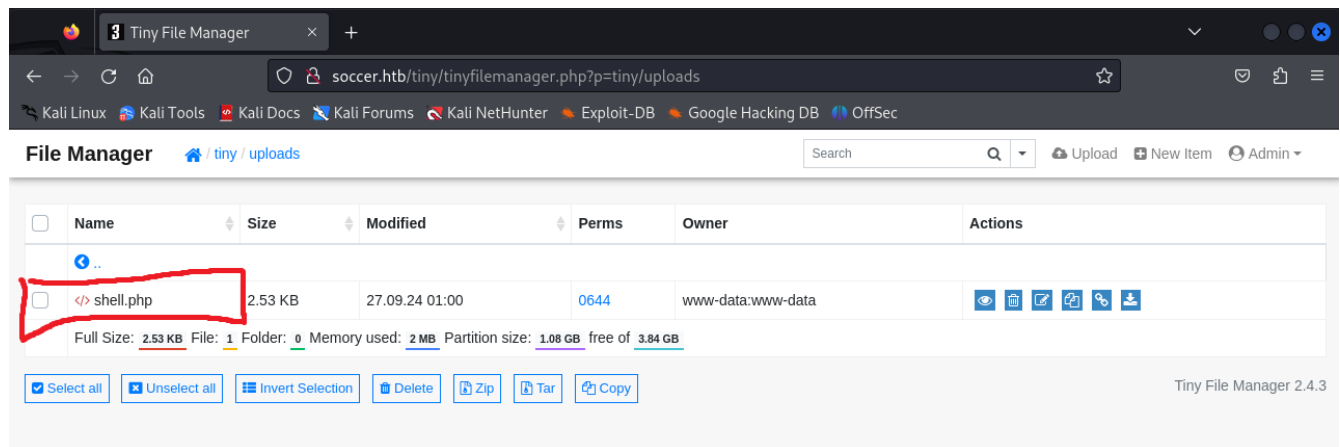 Tiny File Manager
soccer.htb/tiny/tinyfilemanager.php?p=tiny/uploads
Kali Linux Kali Tools Kali Docs Kali Forums Kali NetHunter Exploit-DB Google Hacking DB OffSec
File Manager / tiny / uploads Search Upload New Item Admin
Name Size Modified Perms Owner Actions
..
</> shell.php 2.53 KB 27.09.24 01:00 0644 www-data:www-data
Full Size: 2.53 KB File: 1 Folder: 0 Memory used: 2 MB Partition size: 1.08 GB free of 3.84 GB
Select all Unselect all Invert Selection Delete Zip Tar Copy Tiny File Manager 2.4.3